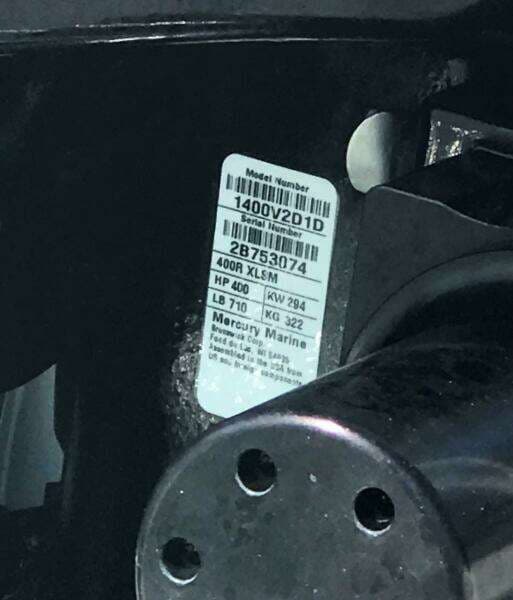 Model Number
1400V2D1D
Serial Number
2B753074
400R XLSM
HP 400 KW 294
LB 710 KG 322
Mercury Marine
Brunswick Corp.
Fond du Lac, WI 54935
Assembled in the USA from
US and foreign components